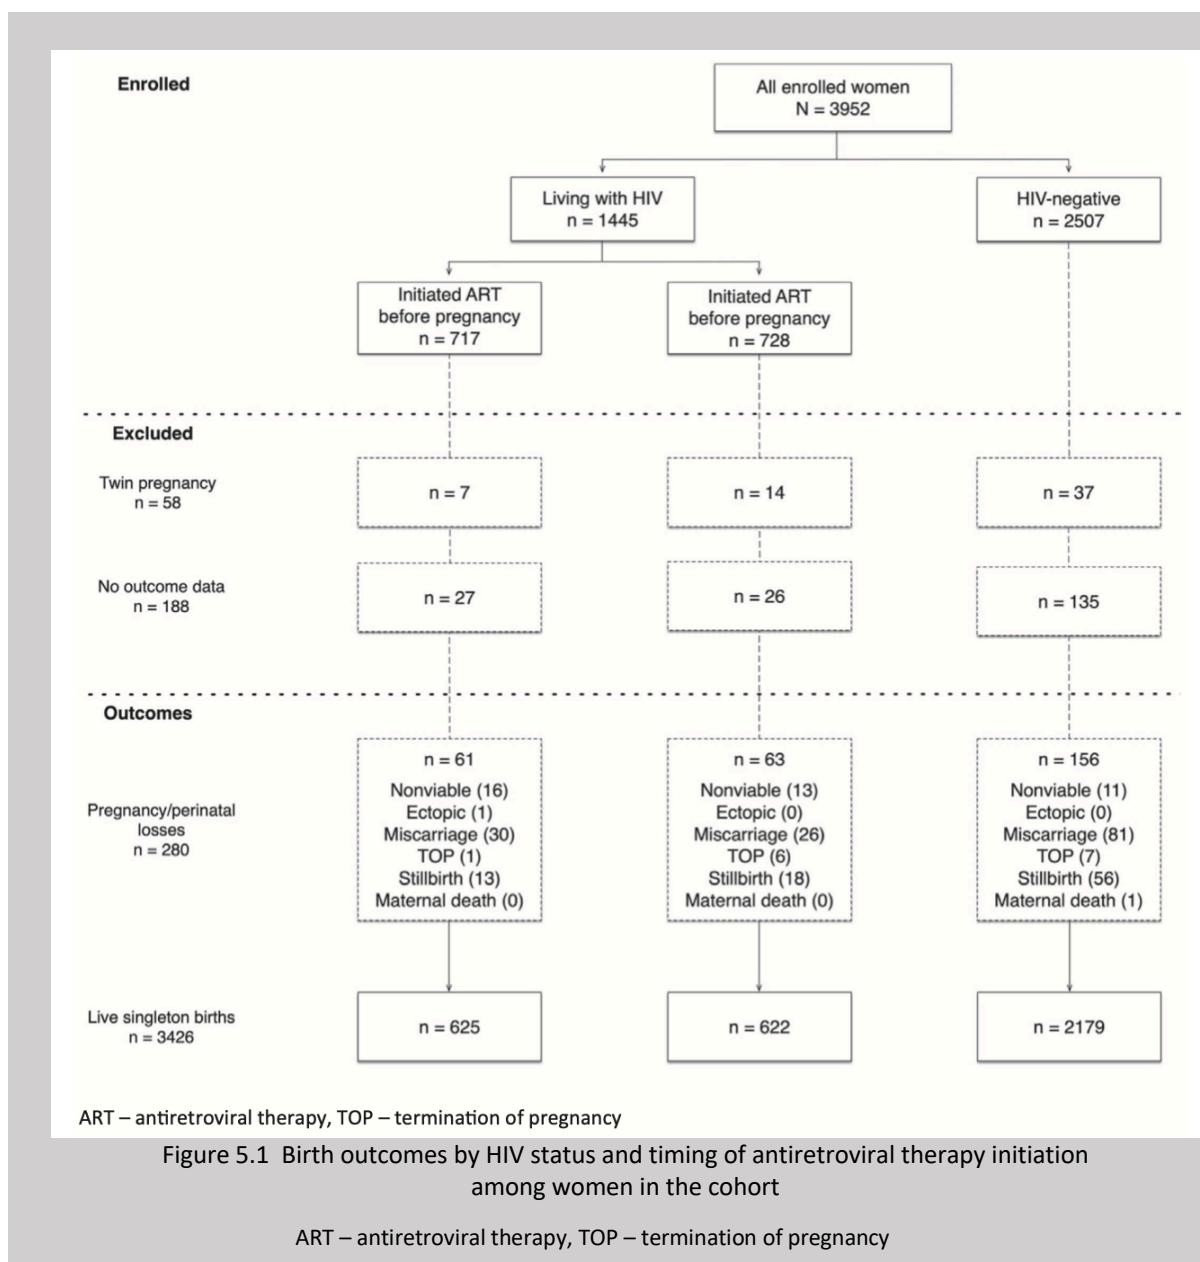 Enrolled
All enrolled women
N = 3952
Living with HIV
n = 1445
HIV-negative
n = 2507
Initiated ART
before pregnancy
n = 717
Initiated ART
before pregnancy
n = 728
Excluded
Twin pregnancy
n = 58
n = 7
n = 14
n = 37
No outcome data
n = 188
n = 27
n = 26
n = 135
Outcomes
Pregnancy/perinatal
losses
n = 280
n = 61
Nonviable (16)
Ectopic (1)
Miscarriage (30)
TOP (1)
Stillbirth (13)
Maternal death (0)
n = 63
Nonviable (13)
Ectopic (0)
Miscarriage (26)
TOP (6)
Stillbirth (18)
Maternal death (0)
n = 156
Nonviable (11)
Ectopic (0)
Miscarriage (81)
TOP (7)
Stillbirth (56)
Maternal death (1)
Live singleton births
n = 3426
n = 625
n = 622
n = 2179
ART – antiretroviral therapy, TOP – termination of pregnancy
Figure 5.1 Birth outcomes by HIV status and timing of antiretroviral therapy initiation
among women in the cohort
ART – antiretroviral therapy, TOP – termination of pregnancy